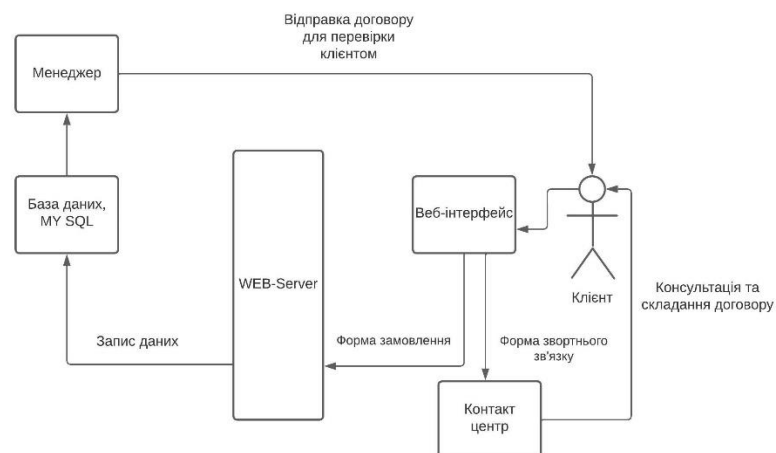 Відправка договору
для перевірки
клієнтом
Менеджер
База даних,
MY SQL
Веб-інтерфейс
WEB-Server
Клієнт
Консультація та
складання договору
Запис даних
Форма замовлення
Форма звортнього
зв'язку
Контакт
центр